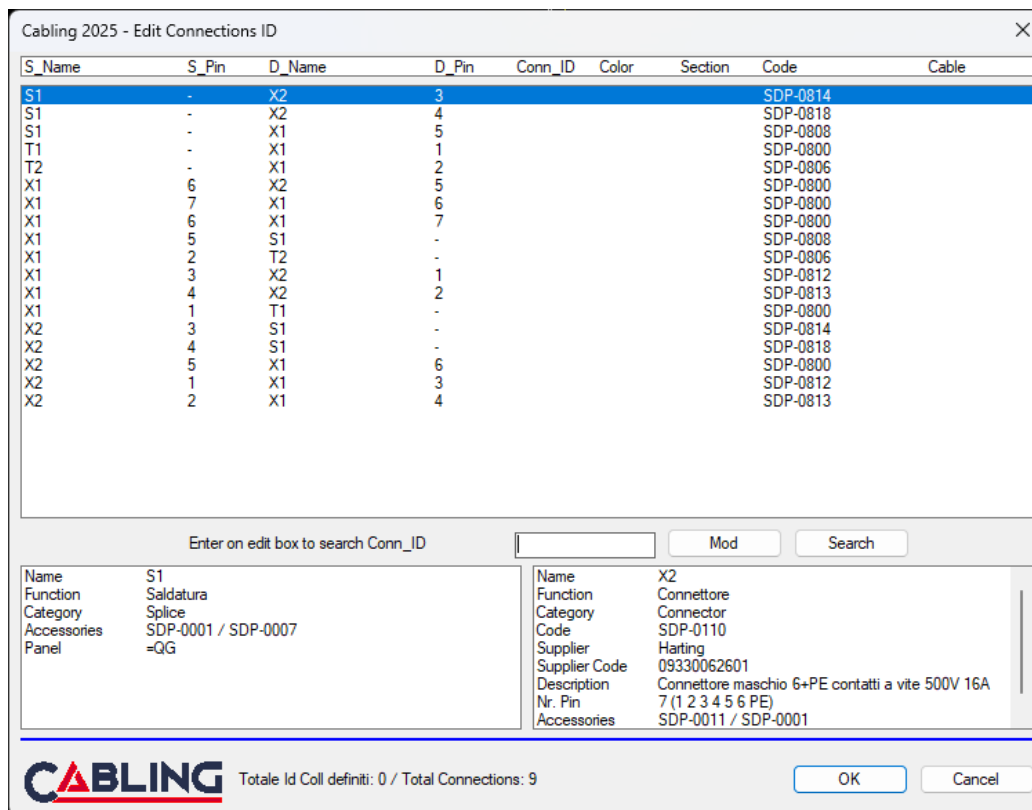 Cabling 2025 - Edit Connections ID
S_Name S_Pin D_Name D_Pin Conn_ID Color Section Code Cable
S1 - X2 3 SDP-0814
S1 - X2 4 SDP-0818
S1 - X1 5 SDP-0808
T1 - X1 1 SDP-0800
T2 - X1 2 SDP-0806
X1 6 X2 5 SDP-0800
X1 7 X1 6 SDP-0800
X1 6 X1 7 SDP-0800
X1 5 S1 - SDP-0808
X1 2 T2 - SDP-0806
X1 3 X2 1 SDP-0812
X1 4 X2 2 SDP-0813
X1 1 T1 - SDP-0800
X2 3 S1 - SDP-0814
X2 4 S1 - SDP-0818
X2 5 X1 6 SDP-0800
X2 1 X1 3 SDP-0812
X2 2 X1 4 SDP-0813
Enter on edit box to search Conn_ID Mod Search
Name S1
Function Saldatura
Category Splice
Accessories SDP-0001 / SDP-0007
Panel =QG
Name X2
Function Connettore
Category Connector
Code SDP-0110
Supplier Harting
Supplier Code 09330062601
Description Connettore maschio 6+PE contatti a vite 500V 16A
Nr. Pin 7 (1 2 3 4 5 6 PE)
Accessories SDP-0011 / SDP-0001
CABLING Totale Id Coll definiti: 0 / Total Connections: 9 OK Cancel